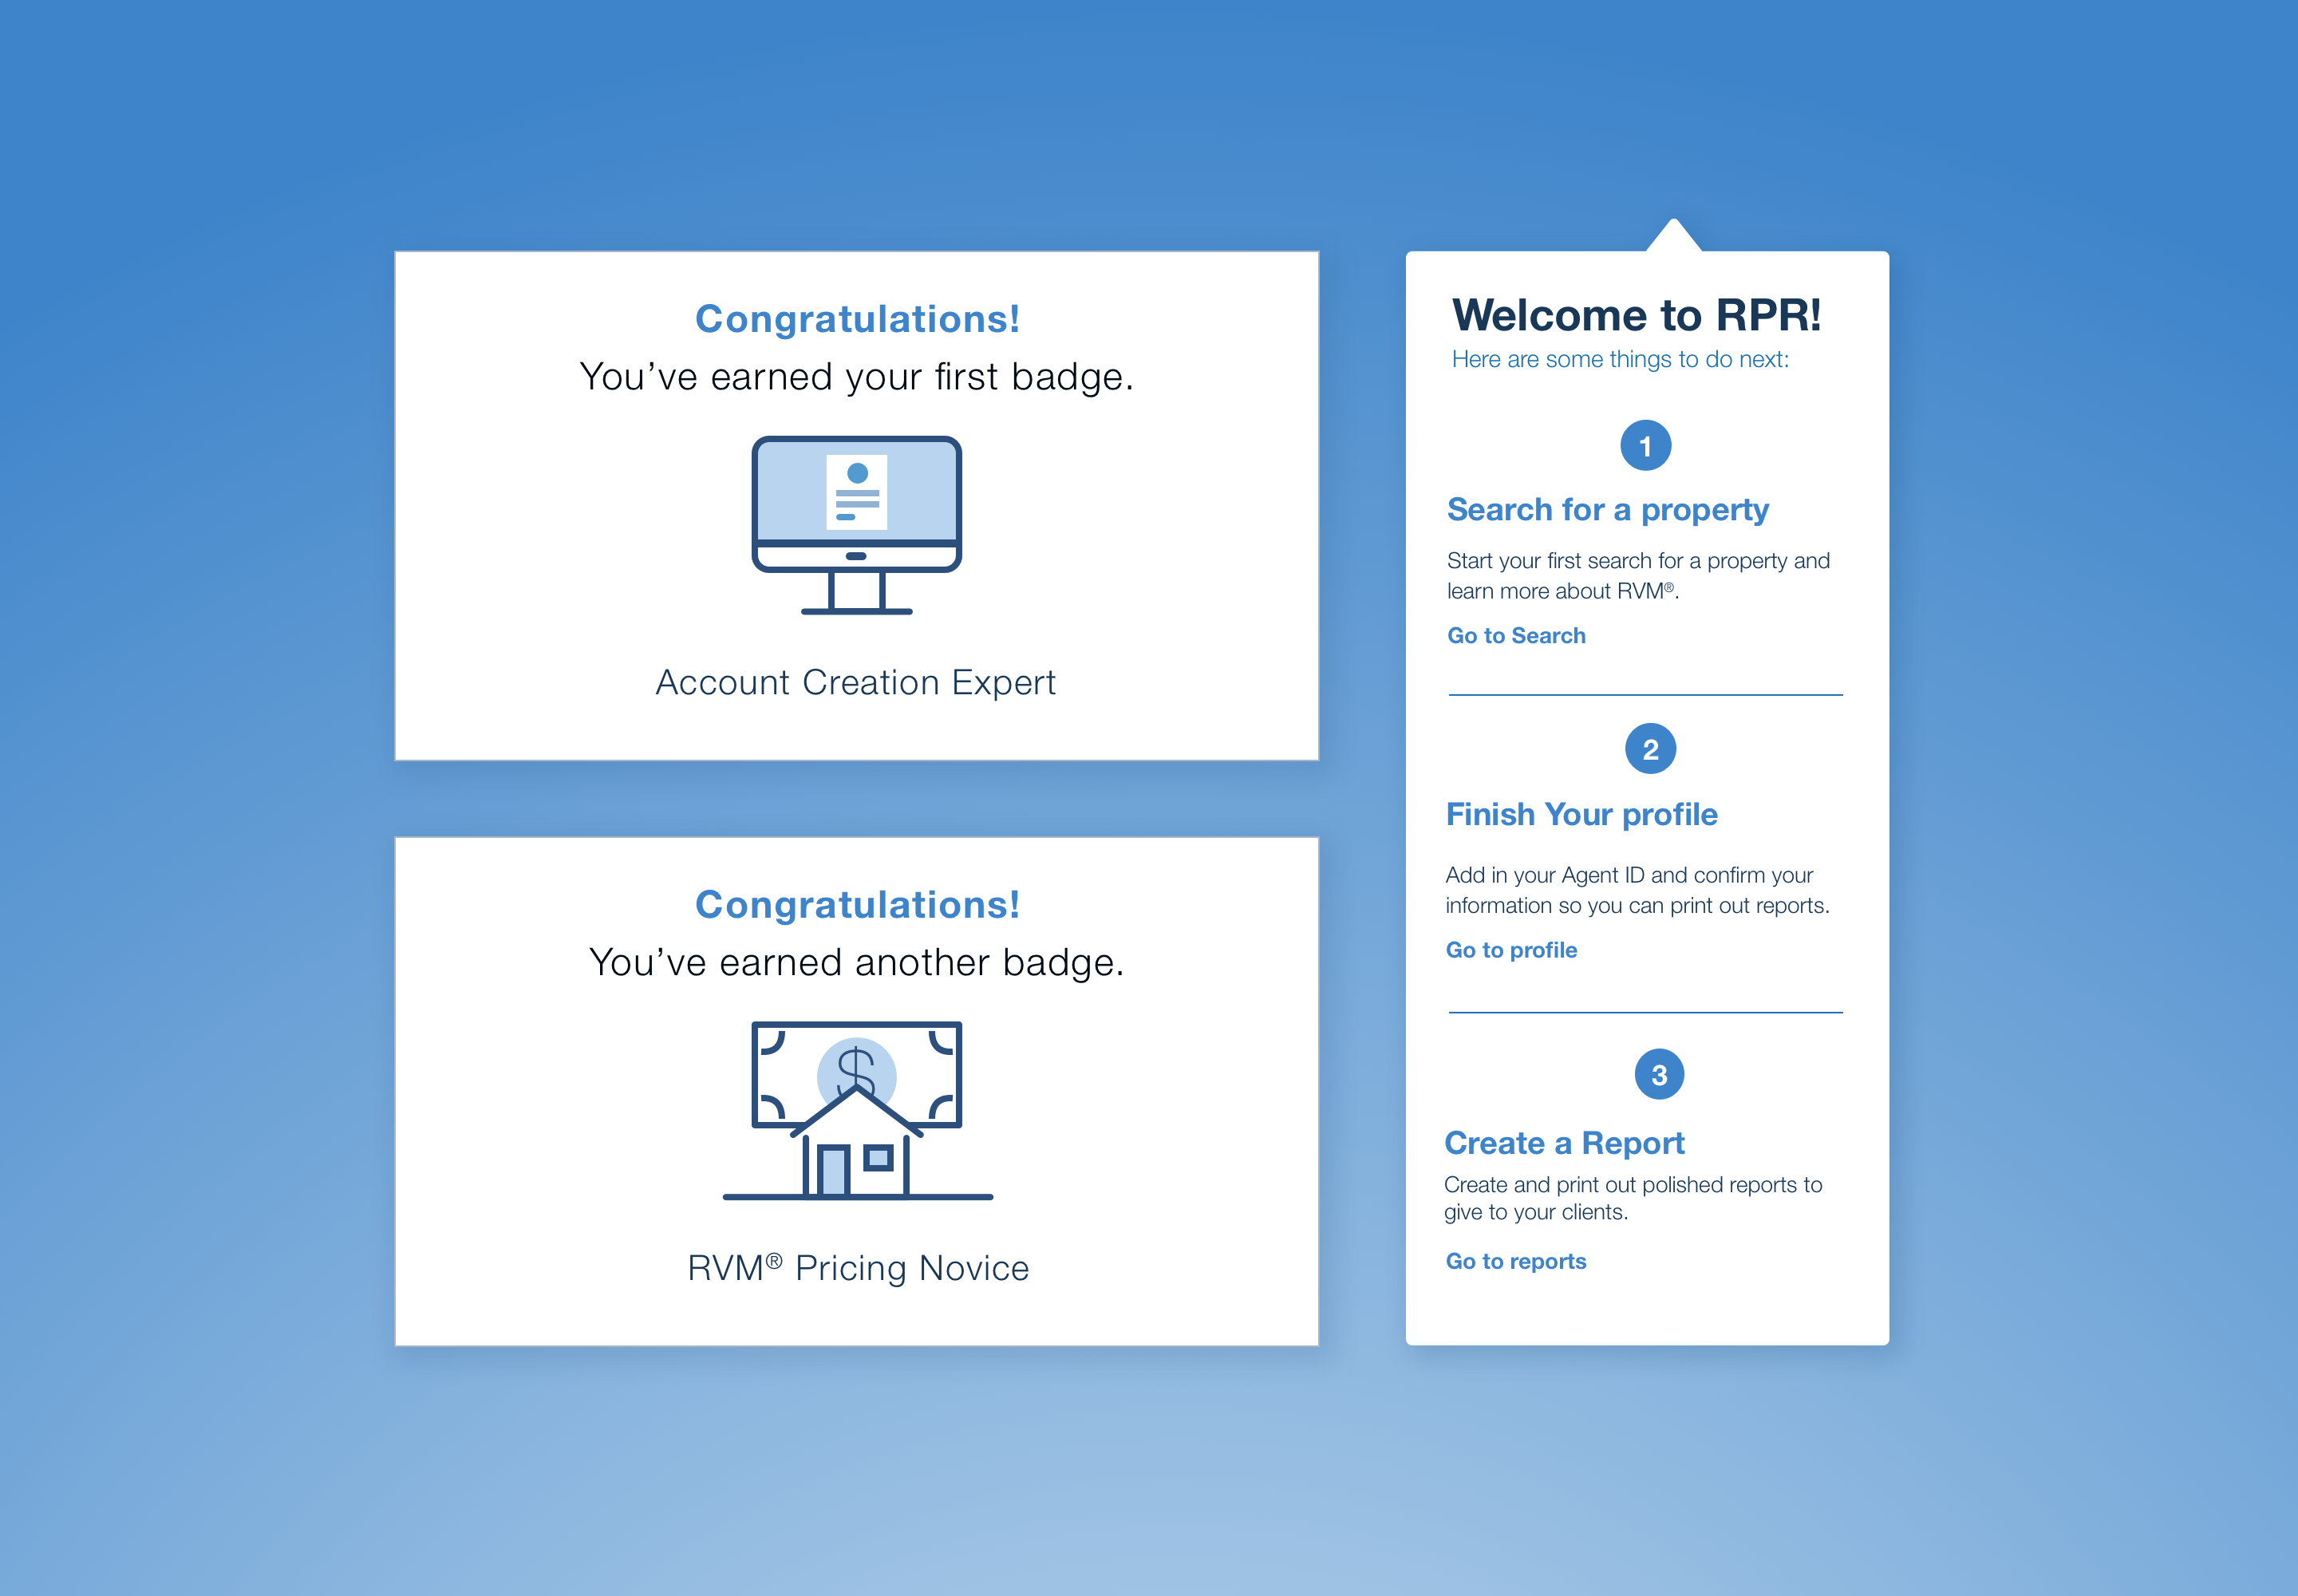 Congratulations!
You’ve earned your first badge.
Account Creation Expert
Congratulations!
You’ve earned another badge.
$
RVM® Pricing Novice
Welcome to RPR!
Here are some things to do next:
1
Search for a property
Start your first search for a property and
learn more about RVM®.
Go to Search
2
Finish Your profile
Add in your Agent ID and confirm your
information so you can print out reports.
Go to profile
3
Create a Report
Create and print out polished reports to
give to your clients.
Go to reports